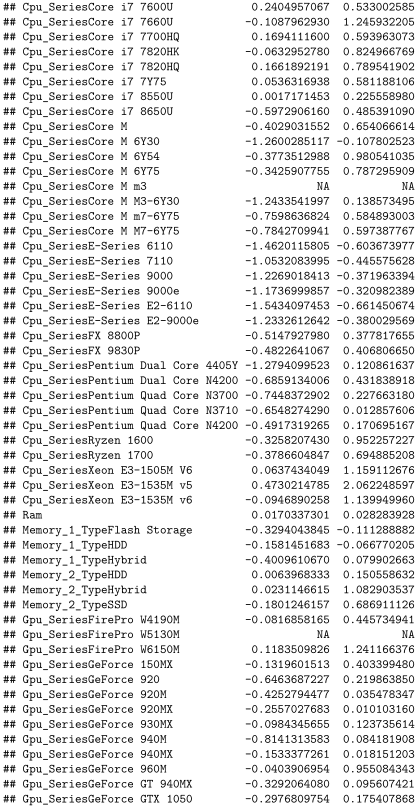 ## Cpu_SeriesCore i7 7600U 0.2404957067 0.533002585
## Cpu_SeriesCore i7 7660U -0.1087962930 1.245932205
## Cpu_SeriesCore i7 7700HQ 0.1694111600 0.593963073
## Cpu_SeriesCore i7 7820HK -0.0632952780 0.824966769
## Cpu_SeriesCore i7 7820HQ 0.1661892191 0.789541902
## Cpu_SeriesCore i7 7Y75 0.0536316938 0.581188106
## Cpu_SeriesCore i7 8550U 0.0017171453 0.225558980
## Cpu_SeriesCore i7 8650U -0.5972906160 0.485391090
## Cpu_SeriesCore M -0.4029031552 0.654066614
## Cpu_SeriesCore M 6Y30 -1.2600285117 -0.107802523
## Cpu_SeriesCore M 6Y54 -0.3773512988 0.980541035
## Cpu_SeriesCore M 6Y75 -0.3425907755 0.787295909
## Cpu_SeriesCore M m3 NA NA
## Cpu_SeriesCore M M3-6Y30 -1.2433541997 0.138573495
## Cpu_SeriesCore M m7-6Y75 -0.7598636824 0.584893003
## Cpu_SeriesCore M M7-6Y75 -0.7842709941 0.597387767
## Cpu_SeriesE-Series 6110 -1.4620115805 -0.603673977
## Cpu_SeriesE-Series 7110 -1.0532083995 -0.445575628
## Cpu_SeriesE-Series 9000 -1.2269018413 -0.371963394
## Cpu_SeriesE-Series 9000e -1.1736999857 -0.320982389
## Cpu_SeriesE-Series E2-6110 -1.5434097453 -0.661450674
## Cpu_SeriesE-Series E2-9000e -1.2332612642 -0.380029569
## Cpu_SeriesFX 8800P -0.5147927980 0.377817655
## Cpu_SeriesFX 9830P -0.4822641067 0.406806650
## Cpu_SeriesPentium Dual Core 4405Y -1.2794099523 0.120861637
## Cpu_SeriesPentium Dual Core N4200 -0.6859134006 0.431838918
## Cpu_SeriesPentium Quad Core N3700 -0.7448372902 0.227663180
## Cpu_SeriesPentium Quad Core N3710 -0.6548274290 0.012857606
## Cpu_SeriesPentium Quad Core N4200 -0.4917319265 0.170695167
## Cpu_SeriesRyzen 1600 -0.3258207430 0.952257227
## Cpu_SeriesRyzen 1700 -0.3786604847 0.694885208
## Cpu_SeriesXeon E3-1505M V6 0.0637434049 1.159112676
## Cpu_SeriesXeon E3-1535M v5 0.4730214785 2.062248597
## Cpu_SeriesXeon E3-1535M v6 -0.0946890258 1.139949960
## Ram 0.0170337301 0.028283928
## Memory_1_TypeFlash Storage -0.3294043845 -0.111288882
## Memory_1_TypeHDD -0.1581451683 -0.066770205
## Memory_1_TypeHybrid -0.4009610670 0.079902663
## Memory_2_TypeHDD 0.0063968333 0.150558632
## Memory_2_TypeHybrid 0.0231146615 1.082903537
## Memory_2_TypeSSD -0.1801246157 0.686911126
## Gpu_SeriesFirePro W4190M -0.0816858165 0.445734941
## Gpu_SeriesFirePro W5130M NA NA
## Gpu_SeriesFirePro W6150M 0.1183509826 1.241166376
## Gpu_SeriesGeForce 150MX -0.1319601513 0.403399480
## Gpu_SeriesGeForce 920 -0.6463687227 0.219863850
## Gpu_SeriesGeForce 920M -0.4252794477 0.035478347
## Gpu_SeriesGeForce 920MX -0.2557027683 0.010103160
## Gpu_SeriesGeForce 930MX -0.0984345655 0.123735614
## Gpu_SeriesGeForce 940M -0.8141313583 0.084181908
## Gpu_SeriesGeForce 940MX -0.1533377261 0.018151203
## Gpu_SeriesGeForce 960M -0.0403906954 0.955084343
## Gpu_SeriesGeForce GT 940MX -0.3292064080 0.095607421
## Gpu_SeriesGeForce GTX 1050 -0.2976809754 0.175407868